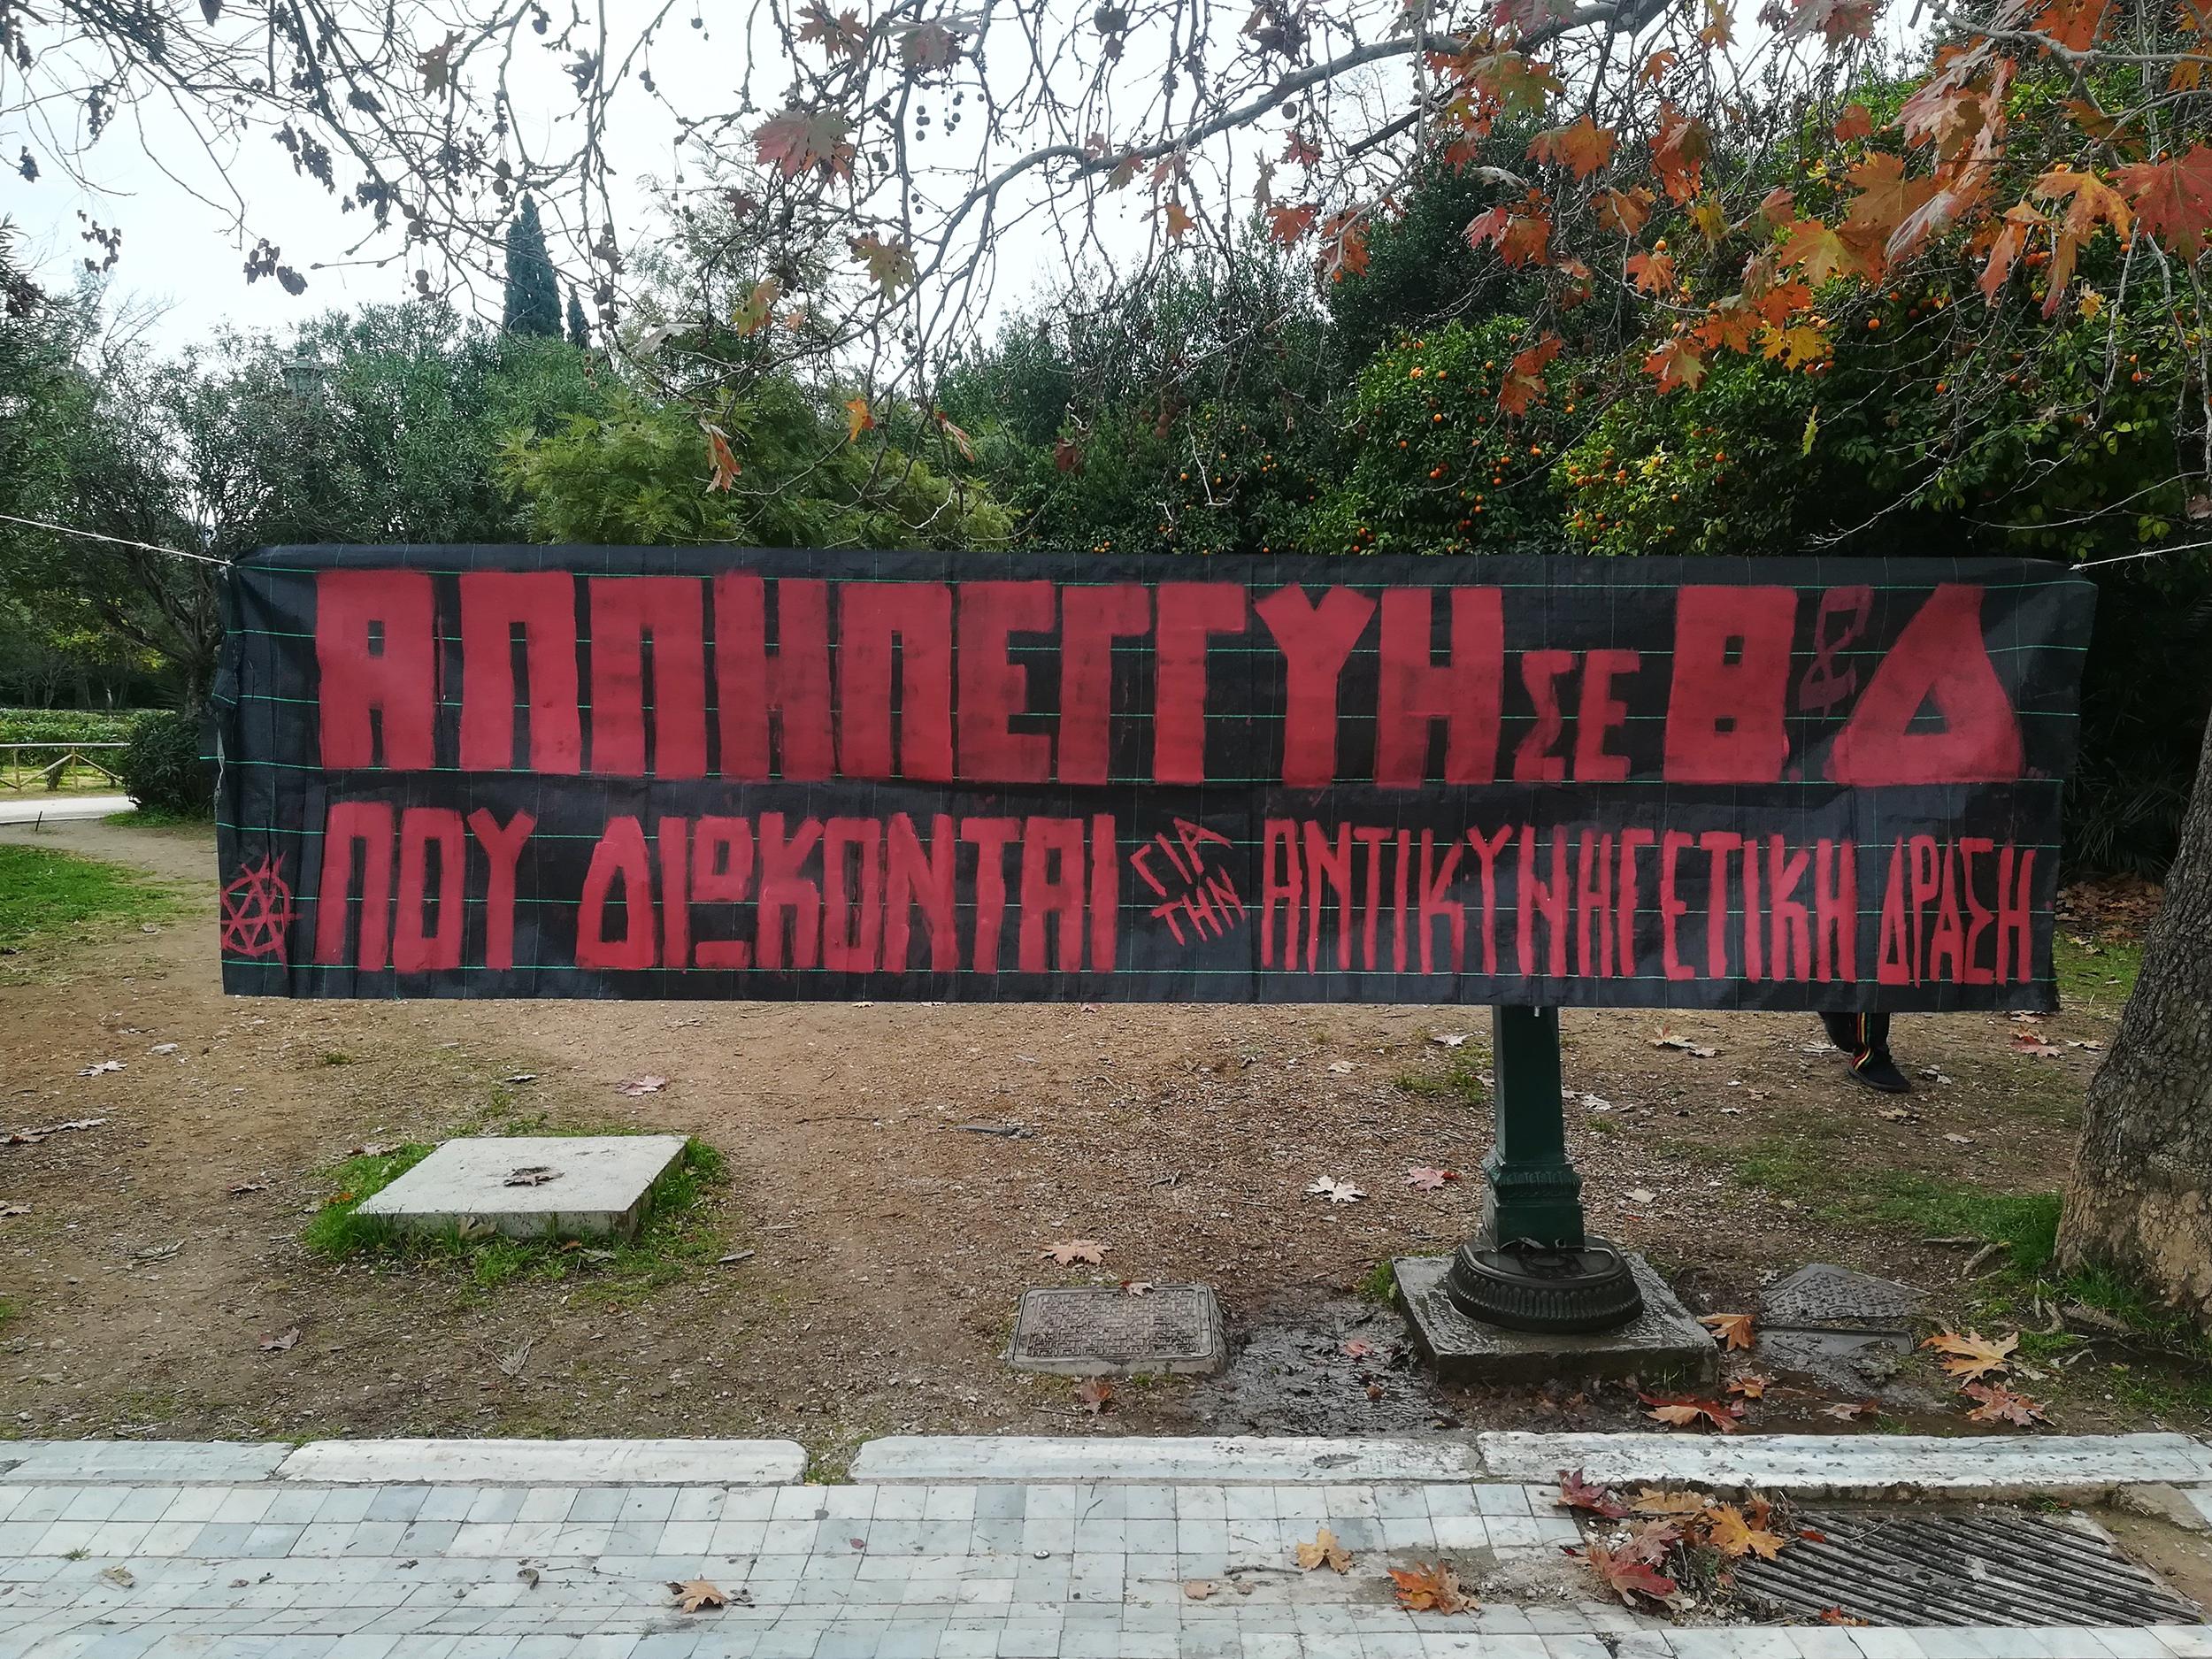 ΑΛΛΗΛΕΓΓΥΗ ΣΕ Β & Δ
ΠΟΥ ΔΙΩΚΟΝΤΑΙ ΓΙΑ ΤΗΝ ΑΝΤΙΚΥΝΗΓΕΤΙΚΗ ΔΡΑΣΗ